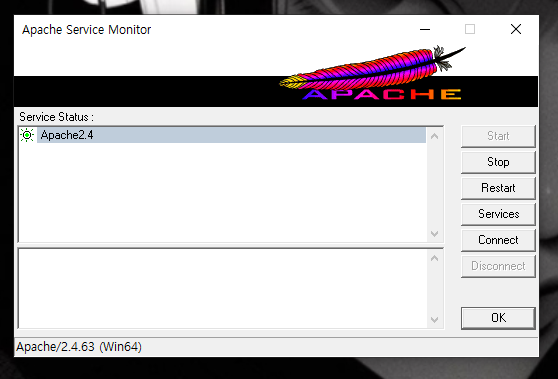 Apache Service Monitor
APACHE
Service Status :
Apache2.4
Start
Stop
Restart
Services
Connect
Disconnect
OK
Apache/2.4.63 (Win64)